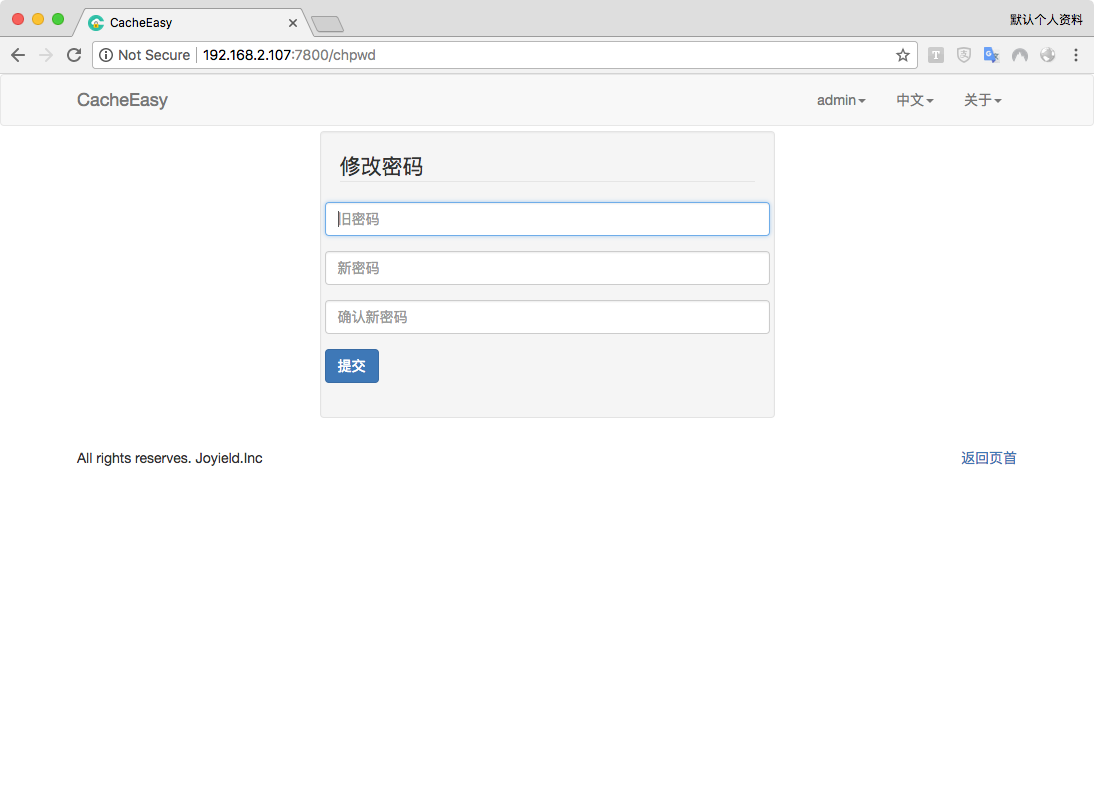 CacheEasy
默认个人资料
Not Secure 192.168.2.107:7800/chpwd
CacheEasy admin 中文 关于
修改密码
旧密码
新密码
确认新密码
提交
All rights reserves. Joyield.Inc 返回页首